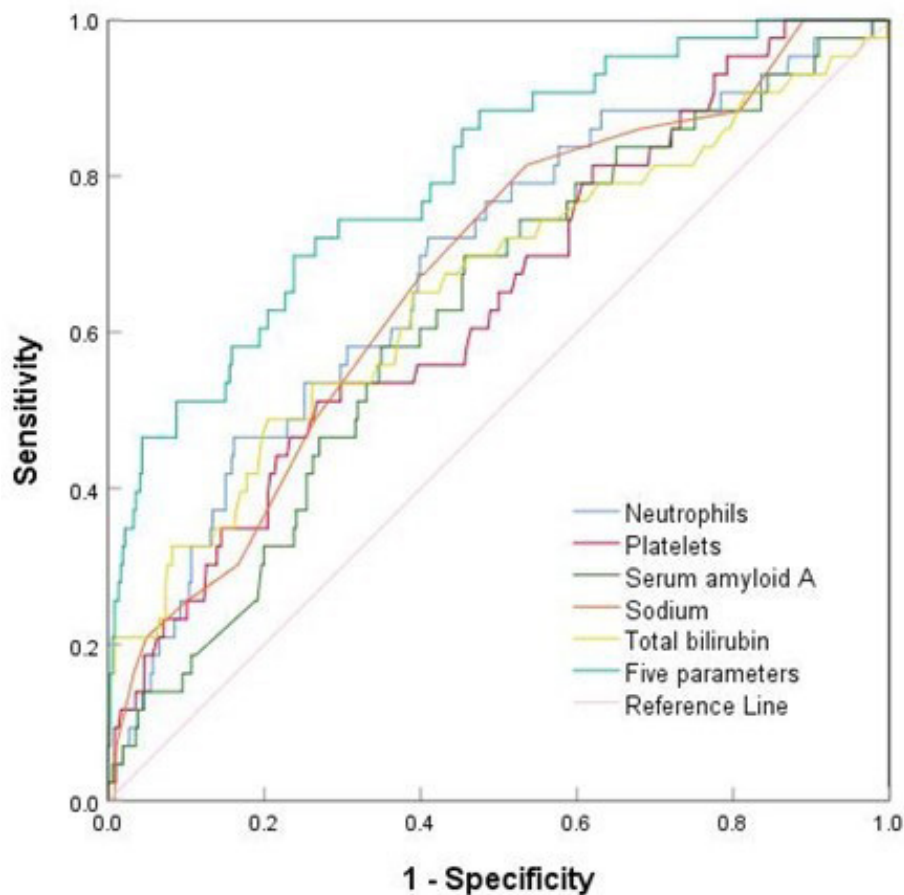 1.0
0.8
0.6
0.4
0.2
0.0
Sensitivity
Neutrophils
Platelets
Serum amyloid A
Sodium
Total bilirubin
Five parameters
Reference Line
0.0 0.2 0.4 0.6 0.8 1.0
1 - Specificity